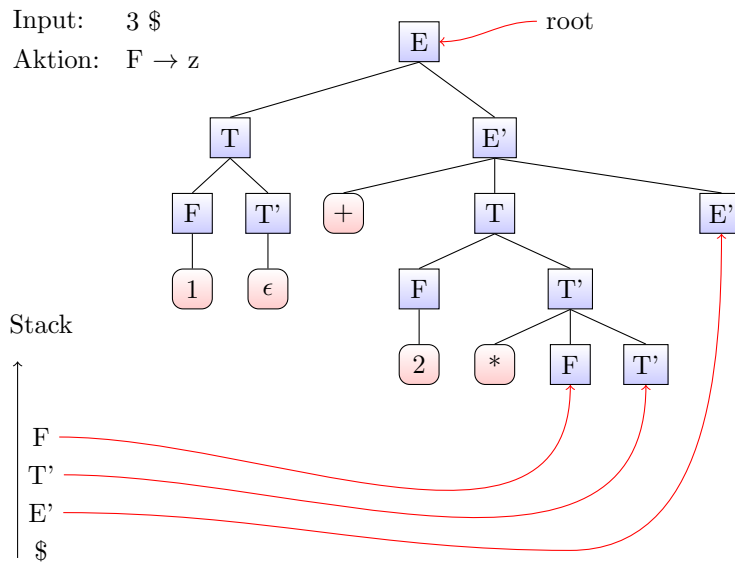 Input: 3 $
root
E
Aktion: F → z
T E'
F T' + T E'
1 ϵ F T'
Stack
2 * F T'
F
T'
E'
$